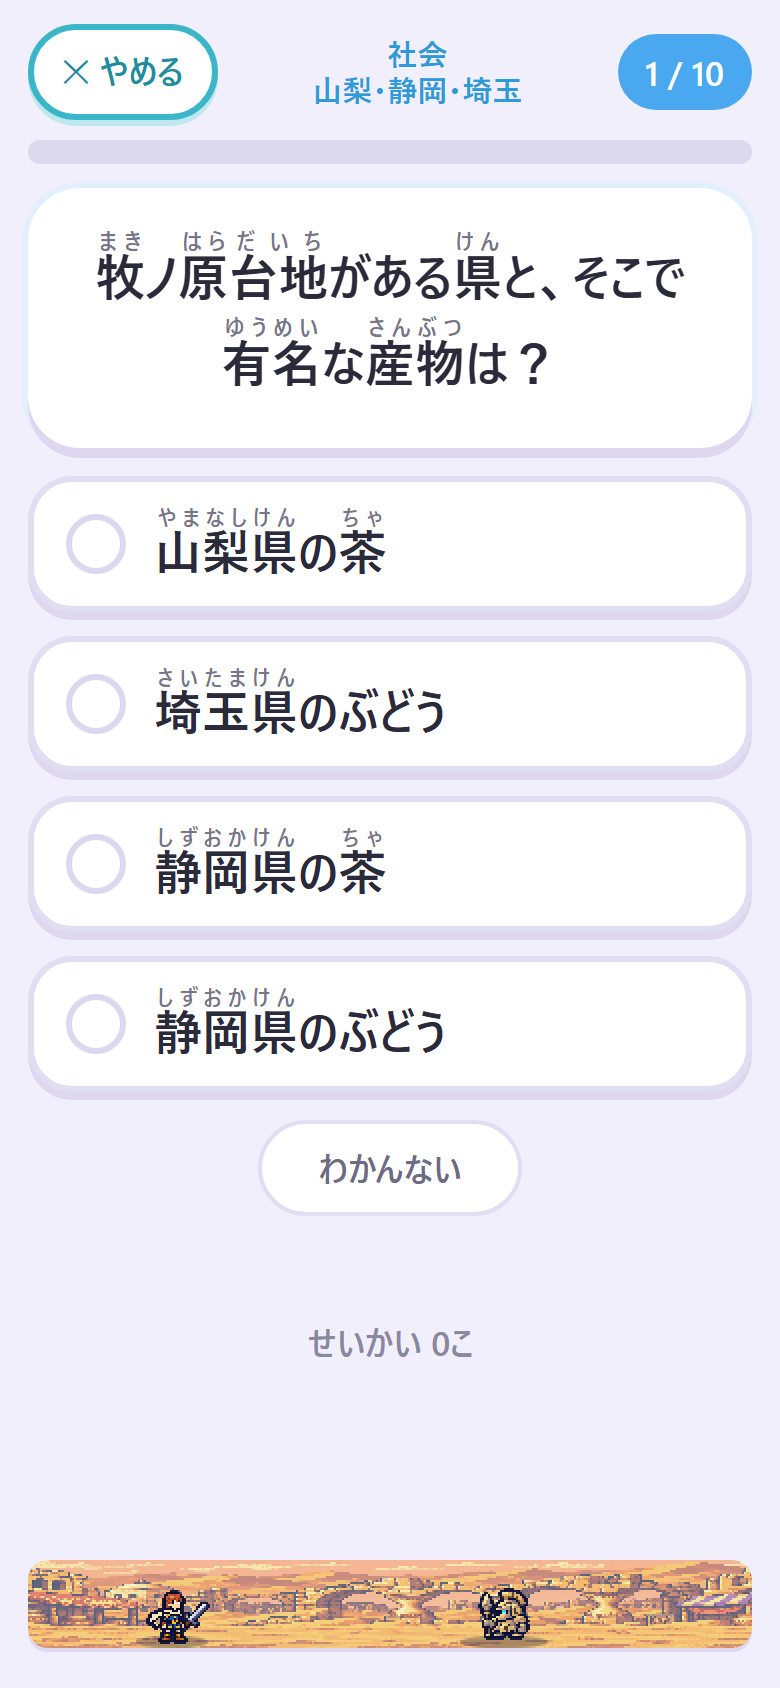 × やめる
社会
山梨・静岡・埼玉
1 / 10
まき はらだいち けん
牧ノ原台地がある県と、そこで
ゆうめい さんぶつ
有名な産物は？
やまなしけん ちゃ
山梨県の茶
さいたまけん
埼玉県のぶどう
しずおかけん ちゃ
静岡県の茶
しずおかけん
静岡県のぶどう
わかんない
せいかい 0こ